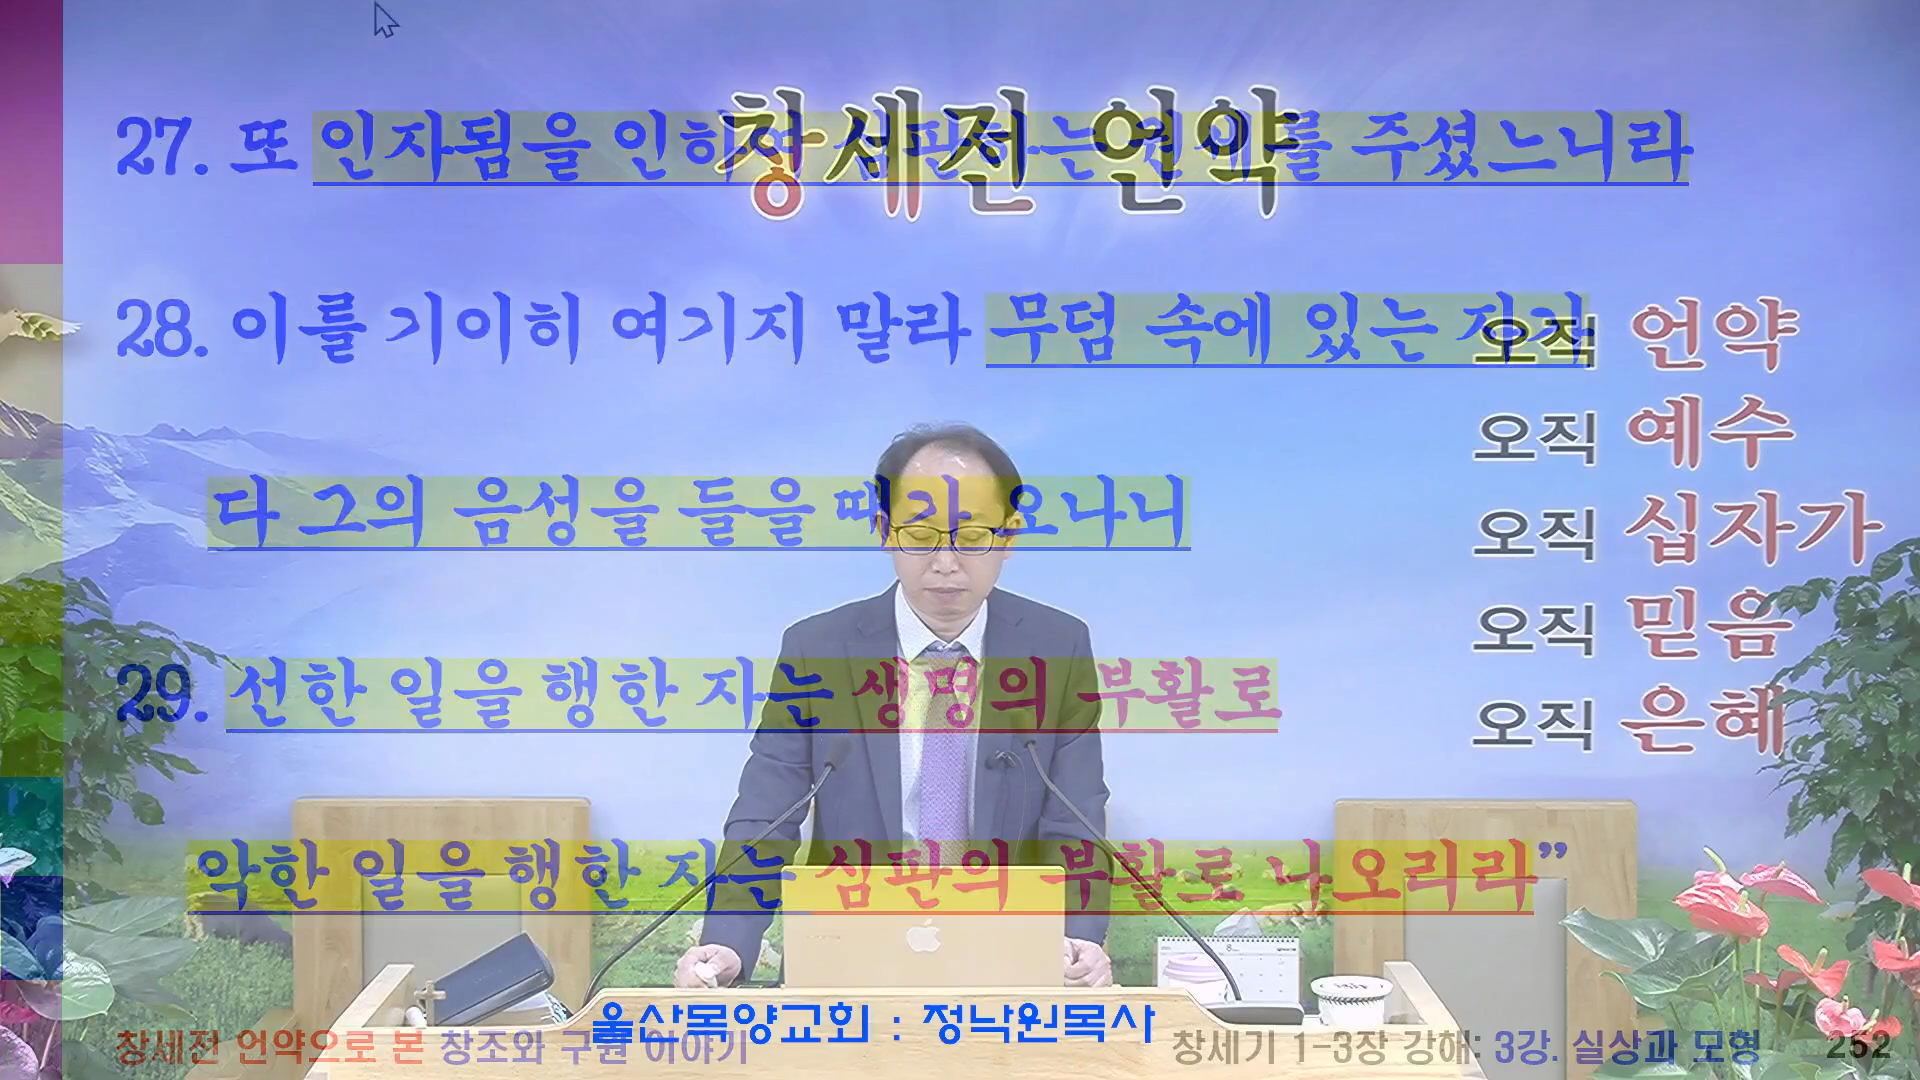 창세전 언약
27. 또 인자됨을 인하여 심판하는 권세를 주셨느니라
28. 이를 기이히 여기지 말라 무덤 속에 있는 자가
다 그의 음성을 들을 때가 오나니
29. 선한 일을 행한 자는 생명의 부활로
악한 일을 행한 자는 심판의 부활로 나오리라”
오직 언약
오직 예수
오직 십자가
오직 믿음
오직 은혜
울산목양교회 : 정낙원목사
창세전 언약으로 본 창조와 구원 이야기
창세기 1-3장 강해: 3강. 실상과 모형
252